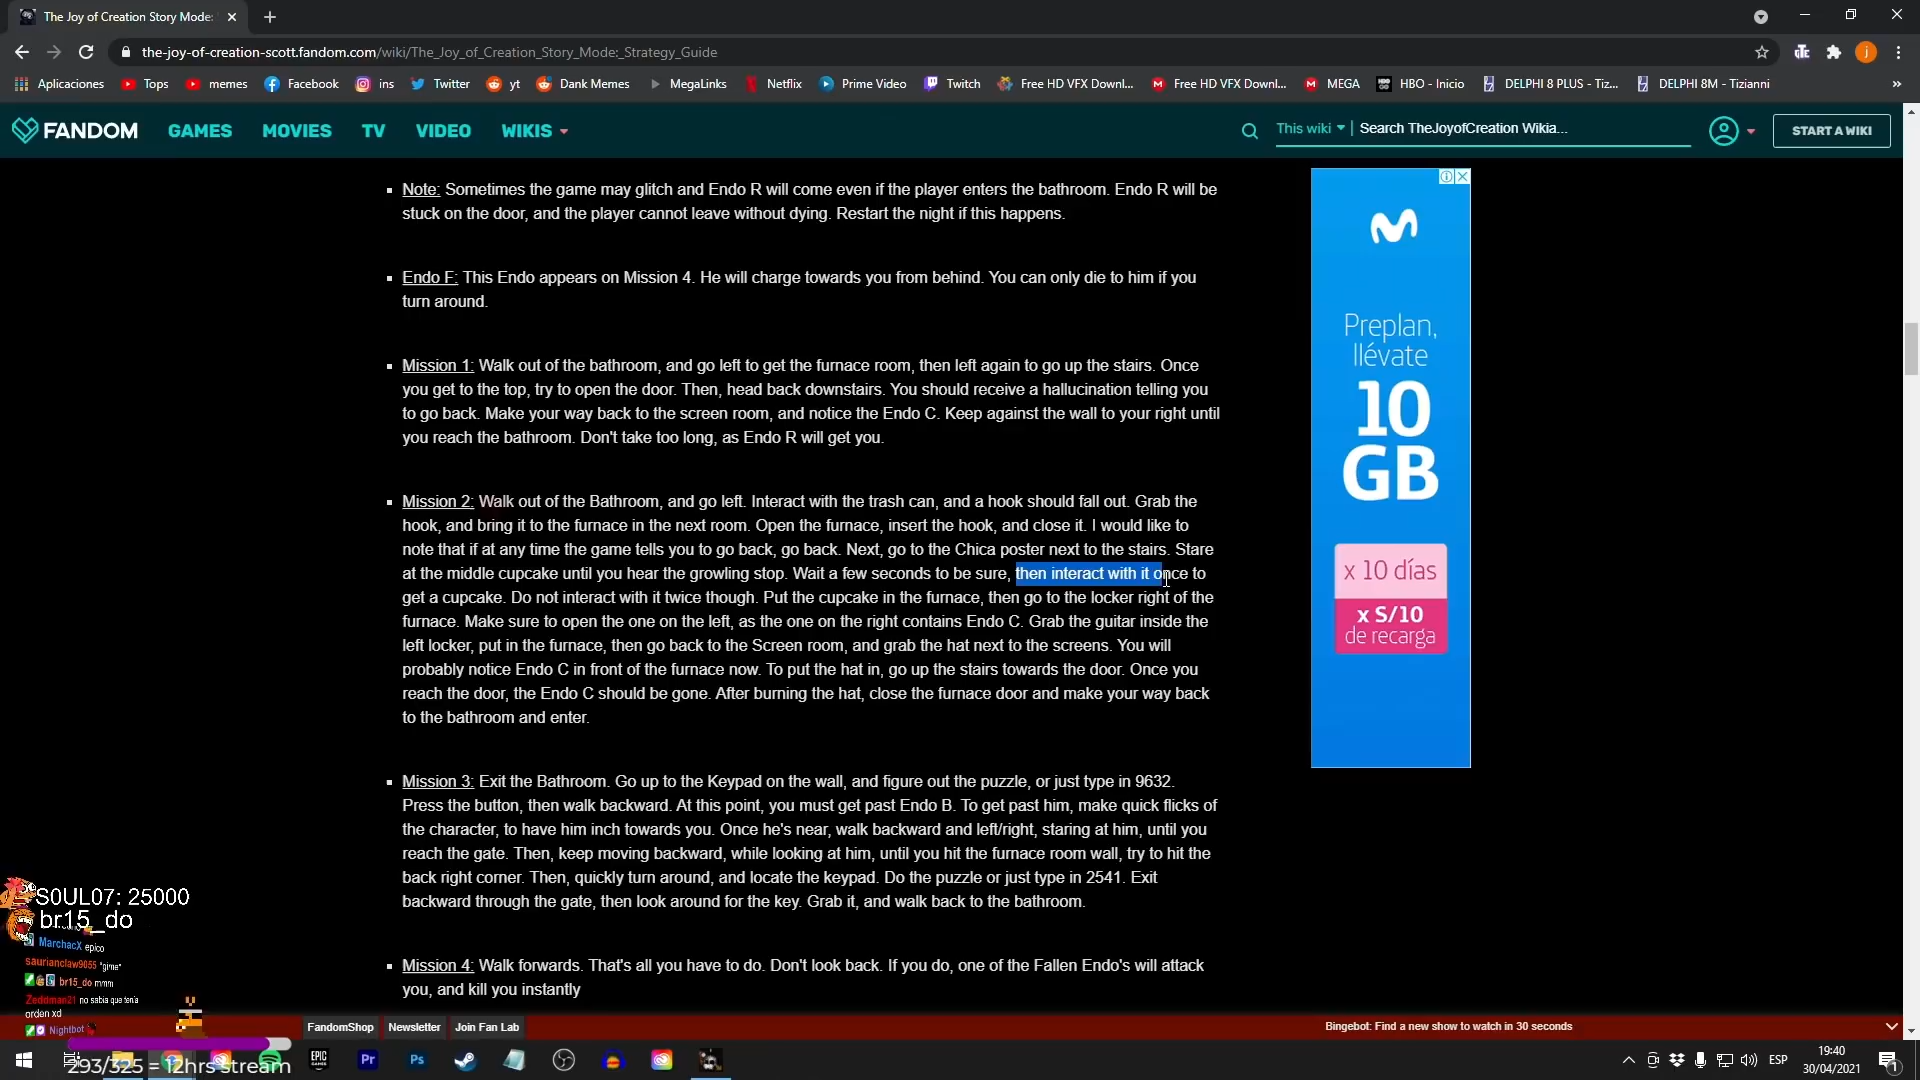 The Joy of Creation Story Mode:
the-joy-of-creation-scott.fandom.com/wiki/The_Joy_of_Creation_Story_Mode:_Strategy_Guide
j
Aplicaciones Tops memes Facebook ins Twitter yt Dank Memes MegaLinks Netflix Prime Video Twitch Free HD VFX Downl... Free HD VFX Downl... MEGA HBO - Inicio DELPHI 8 PLUS - Tiz... DELPHI 8M - Tizianni »
FANDOM GAMES MOVIES TV VIDEO WIKIS This wiki Search TheJoyofCreation Wikia... START A WIKI
Note: Sometimes the game may glitch and Endo R will come even if the player enters the bathroom. Endo R will be
stuck on the door, and the player cannot leave without dying. Restart the night if this happens.
Endo F: This Endo appears on Mission 4. He will charge towards you from behind. You can only die to him if you
turn around.
Mission 1: Walk out of the bathroom, and go left to get the furnace room, then left again to go up the stairs. Once
you get to the top, try to open the door. Then, head back downstairs. You should receive a hallucination telling you
to go back. Make your way back to the screen room, and notice the Endo C. Keep against the wall to your right until
you reach the bathroom. Don't take too long, as Endo R will get you.
Mission 2: Walk out of the Bathroom, and go left. Interact with the trash can, and a hook should fall out. Grab the
hook, and bring it to the furnace in the next room. Open the furnace, insert the hook, and close it. I would like to
note that if at any time the game tells you to go back, go back. Next, go to the Chica poster next to the stairs. Stare
at the middle cupcake until you hear the growling stop. Wait a few seconds to be sure, then interact with it once to
get a cupcake. Do not interact with it twice though. Put the cupcake in the furnace, then go to the locker right of the
furnace. Make sure to open the one on the left, as the one on the right contains Endo C. Grab the guitar inside the
left locker, put in the furnace, then go back to the Screen room, and grab the hat next to the screens. You will
probably notice Endo C in front of the furnace now. To put the hat in, go up the stairs towards the door. Once you
reach the door, the Endo C should be gone. After burning the hat, close the furnace door and make your way back
to the bathroom and enter.
Mission 3: Exit the Bathroom. Go up to the Keypad on the wall, and figure out the puzzle, or just type in 9632.
Press the button, then walk backward. At this point, you must get past Endo B. To get past him, make quick flicks of
the character, to have him inch towards you. Once he's near, walk backward and left/right, staring at him, until you
reach the gate. Then, keep moving backward, while looking at him, until you hit the furnace room wall, try to hit the
back right corner. Then, quickly turn around, and locate the keypad. Do the puzzle or just type in 2541. Exit
backward through the gate, then look around for the key. Grab it, and walk back to the bathroom.
Mission 4: Walk forwards. That's all you have to do. Don't look back. If you do, one of the Fallen Endo's will attack
you, and kill you instantly
Preplan,
llévate
10
GB
x 10 días
x S/10
de recarga
S0UL07: 25000
br15_do
MarchacX epico
saurianclaw9055 "gime"
br15_do mmm
Zeddman21 no sabia que tenía
orden xd
Nightbot
293/325 = 12hrs stream
FandomShop Newsletter Join Fan Lab Bingebot: Find a new show to watch in 30 seconds
EPIC GAMES Pr Ps
ESP
19:40
30/04/2021
1